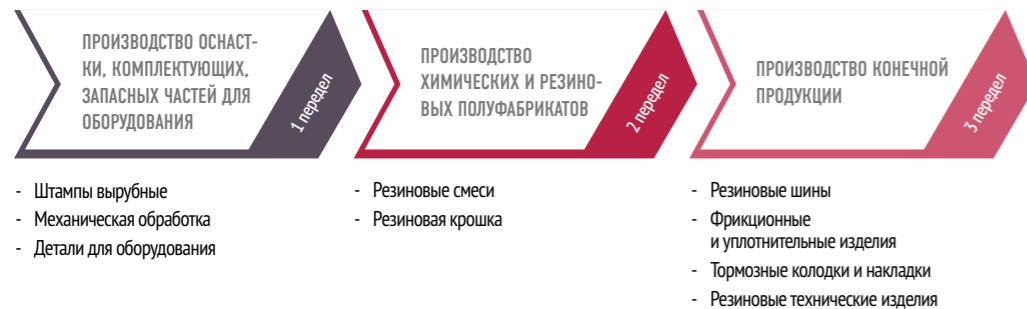 ПРОИЗВОДСТВО ОСНАСТ-
КИ, КОМПЛЕКТУЮЩИХ,
ЗАПАСНЫХ ЧАСТЕЙ ДЛЯ
ОБОРУДОВАНИЯ
1 передел
- Штампы вырубные
- Механическая обработка
- Детали для оборудования
ПРОИЗВОДСТВО
ХИМИЧЕСКИХ И РЕЗИНО-
ВЫХ ПОЛУФАБРИКАТОВ
2 передел
- Резиновые смеси
- Резиновая крошка
ПРОИЗВОДСТВО КОНЕЧНОЙ
ПРОДУКЦИИ
3 передел
- Резиновые шины
- Фрикционные
и уплотнительные изделия
- Тормозные колодки и накладки
- Резиновые технические изделия